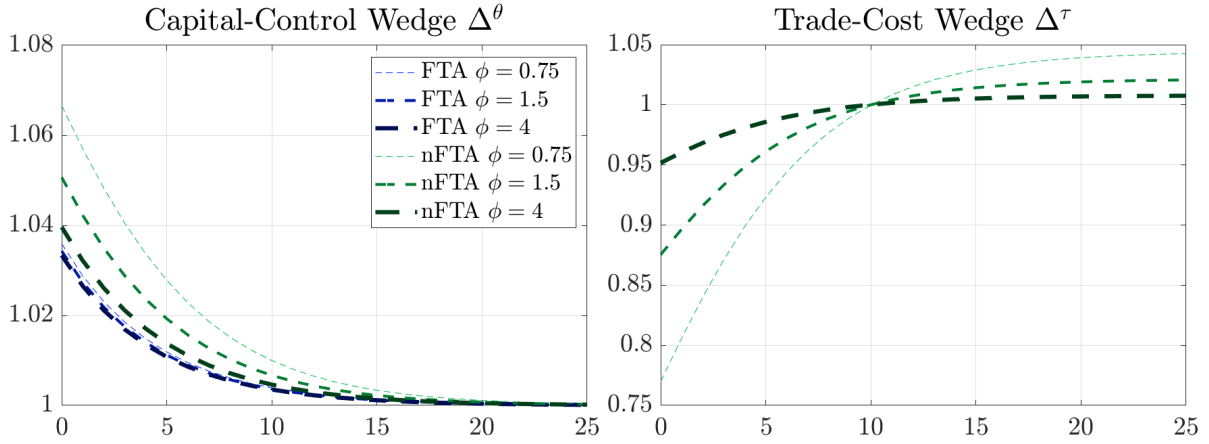 Capital-Control Wedge Δ^θ
1.08
1.06
1.04
1.02
1
0 5 10 15 20 25
FTA ϕ = 0.75
FTA ϕ = 1.5
FTA ϕ = 4
nFTA ϕ = 0.75
nFTA ϕ = 1.5
nFTA ϕ = 4
Trade-Cost Wedge Δ^τ
1.05
1
0.95
0.9
0.85
0.8
0.75
0 5 10 15 20 25